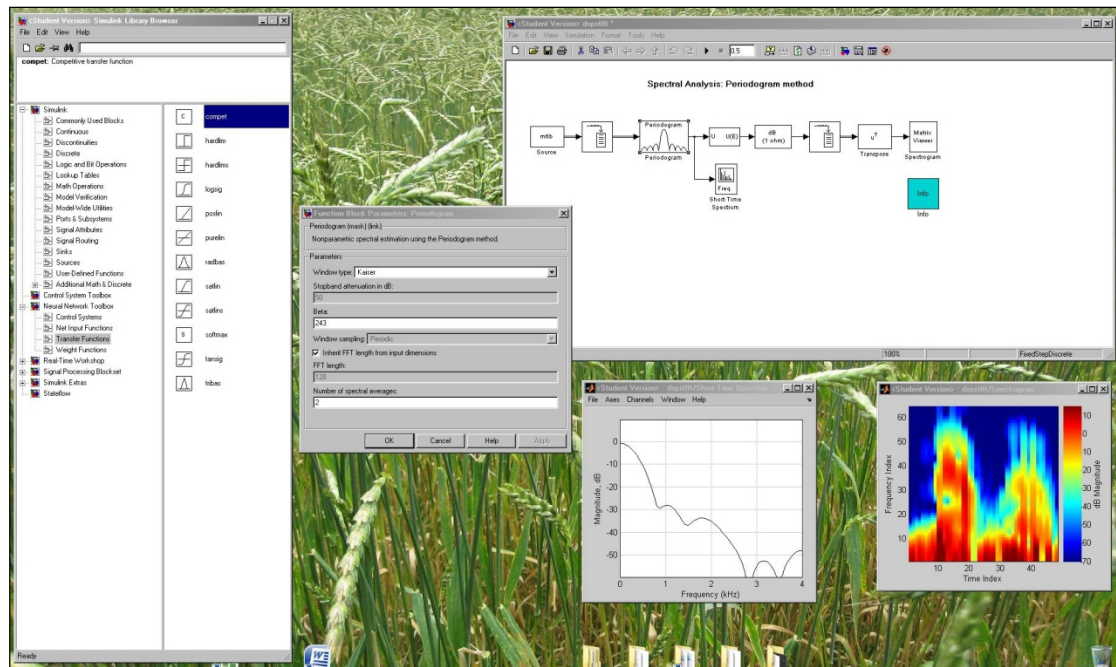 <Student Version> Simulink Library Browser
File Edit View Help
compet: Competitive transfer function
Simulink
Commonly Used Blocks
Continuous
Discontinuities
Discrete
Logic and Bit Operations
Lookup Tables
Math Operations
Model Verification
Model-Wide Utilities
Ports & Subsystems
Signal Attributes
Signal Routing
Sinks
Sources
User-Defined Functions
Additional Math & Discrete
Control System Toolbox
Neural Network Toolbox
Control Systems
Net Input Functions
Transfer Functions
Weight Functions
Real-Time Workshop
Signal Processing Blockset
Simulink Extras
Stateflow
C compet
hardlim
hardlims
logsig
poslin
purelin
radbas
satlin
satlins
S softmax
tansig
tribas
Ready
<Student Version> dspstfft *
File Edit View Simulation Format Tools Help
0.5
Spectral Analysis: Periodogram method
mtlb
Source
Periodogram
Periodogram
U U(E)
dB
(1 ohm)
uT
Transpose
Matrix
Viewer
Spectrogram
Freq
Short-Time
Spectrum
Info
Info
100%
FixedStepDiscrete
Function Block Parameters: Periodogram
Periodogram (mask) (link)
Nonparametric spectral estimation using the Periodogram method.
Parameters
Window type: Kaiser
Stopband attenuation in dB:
50
Beta:
243
Window sampling: Periodic
Inherit FFT length from input dimensions
FFT length:
128
Number of spectral averages:
2
OK Cancel Help Apply
<Student Version> : dspstfft/Short-Time Spectrum
File Axes Channels Window Help
Magnitude, dB
0
-10
-20
-30
-40
-50
0 1 2 3 4
Frequency (kHz)
<Student Version> : dspstfft/Spectrogram
Frequency Index
60
50
40
30
20
10
10 20 30 40
Time Index
10
0
-10
20
30
40
50
60
70
dB Magnitude
W